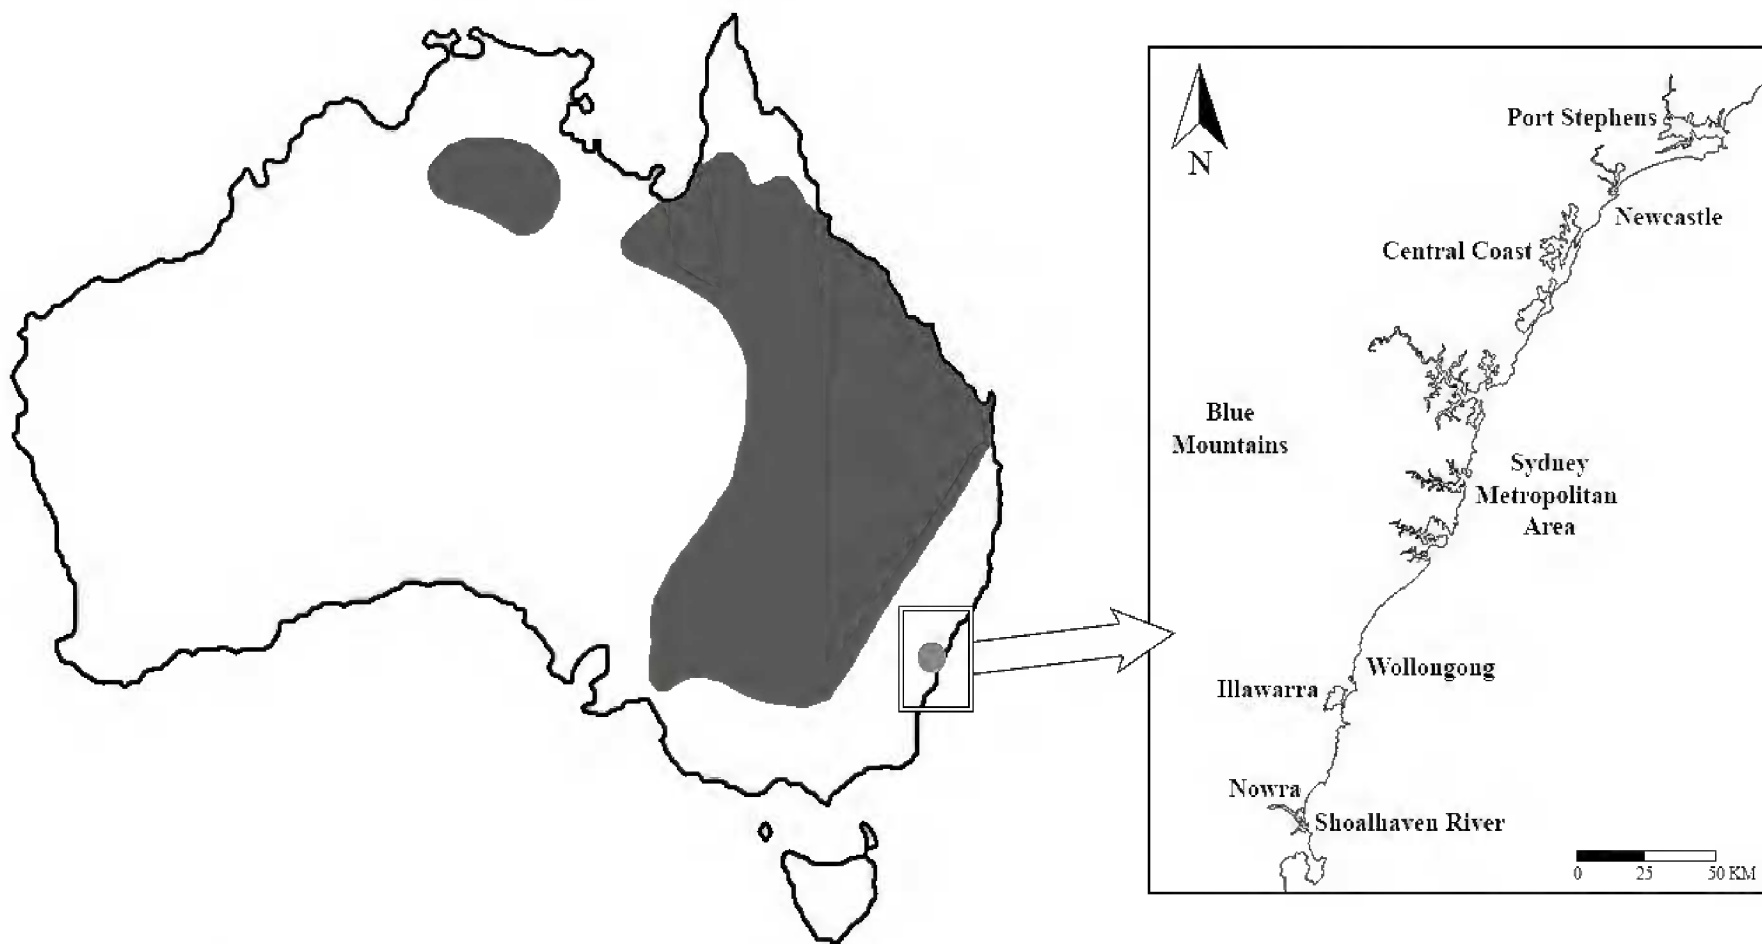 Port Stephens
N
Newcastle
Central Coast
Blue
Mountains
Sydney
Metropolitan
Area
Wollongong
Illawarra
Nowra
Shoalhaven River
0 25 50 KM